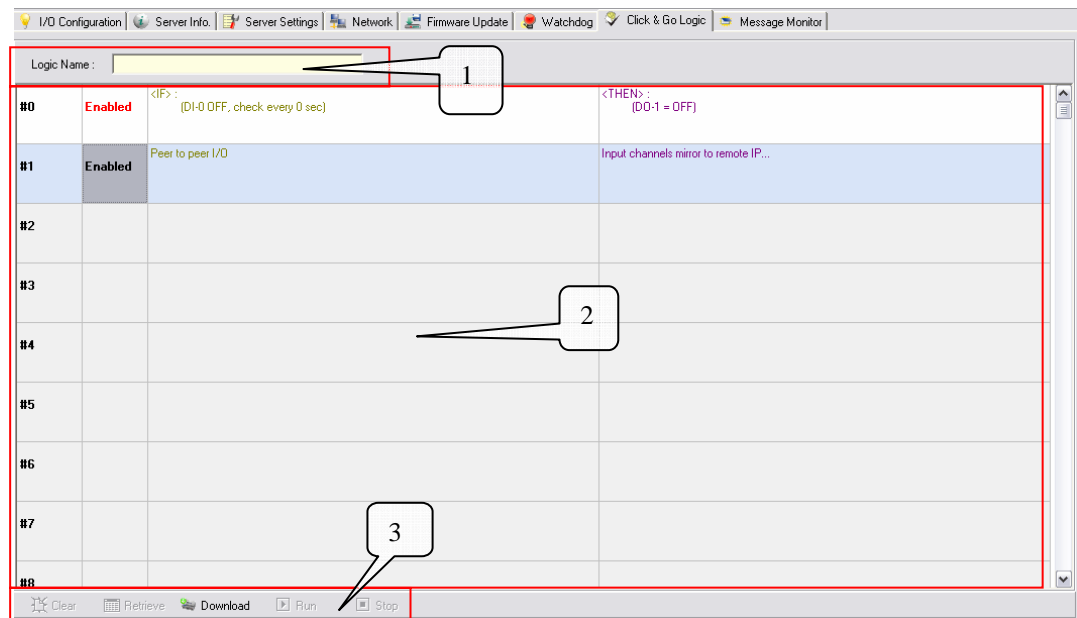 I/O Configuration Server Info. Server Settings Network Firmware Update Watchdog Click & Go Logic Message Monitor
Logic Name :
1
#0 Enabled <IF> : <THEN> :
(DI-0 OFF, check every 0 sec) (DO-1 = OFF)
#1 Enabled Peer to peer I/O Input channels mirror to remote IP...
#2
#3
2
#4
#5
#6
#7
3
#8
Clear Retrieve Download Run Stop